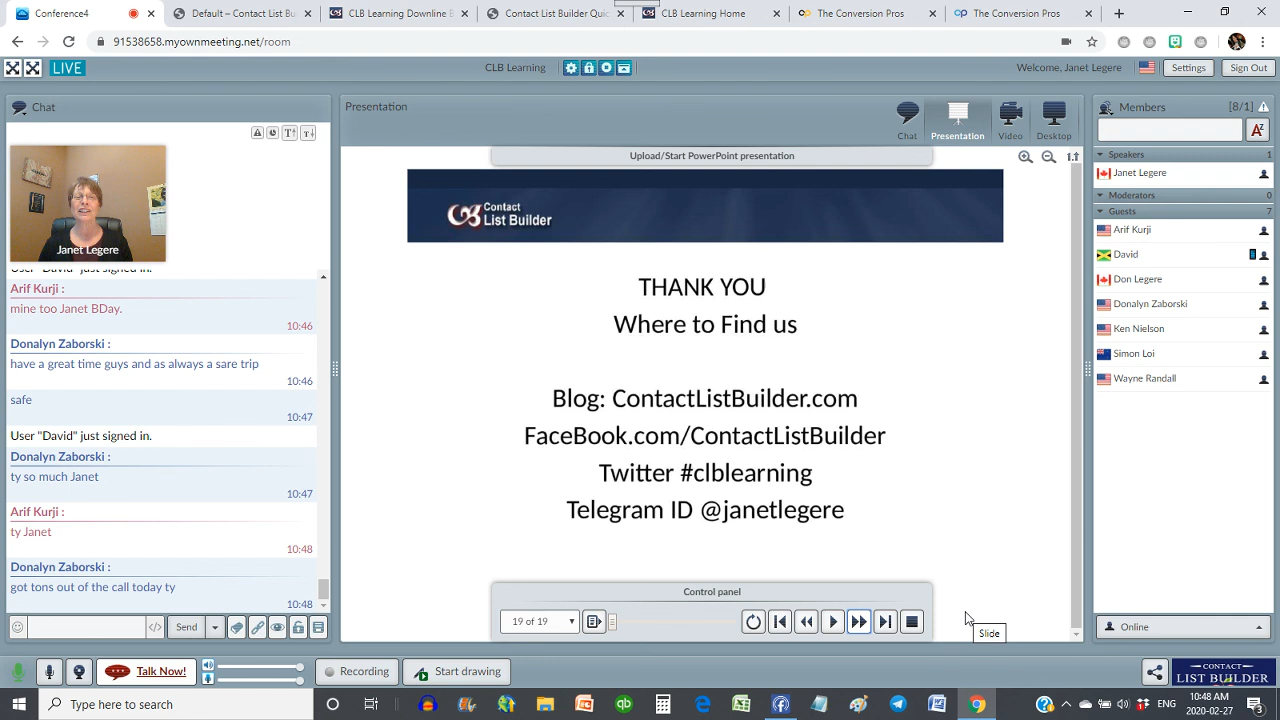 Conference4
Default – Contact List Bu
CLB Learning Downline B
Contact List Builder Quic
CLB Learning Home
The Conversion Pros
The Conversion Pros
91538658.myownmeeting.net/room
LIVE
CLB Learning
Welcome, Janet Legere
Settings
Sign Out
Chat
Janet Legere
User "David" just signed in.
Arif Kurji :
mine too Janet BDay.
10:46
Donalyn Zaborski :
have a great time guys and as always a sare trip
10:46
safe
10:47
User "David" just signed in.
Donalyn Zaborski :
ty so much Janet
10:47
Arif Kurji :
ty Janet
10:48
Donalyn Zaborski :
got tons out of the call today ty
10:48
Send
Presentation
Chat
Presentation
Video
Desktop
Upload/Start PowerPoint presentation
1:1
Contact
List Builder
THANK YOU
Where to Find us
Blog: ContactListBuilder.com
FaceBook.com/ContactListBuilder
Twitter #clblearning
Telegram ID @janetlegere
Control panel
19 of 19
Slide
Members
[8/1]
Speakers
1
Janet Legere
Moderators
0
Guests
7
Arif Kurji
David
Don Legere
Donalyn Zaborski
Ken Nielson
Simon Loi
Wayne Randall
Online
Talk Now!
Recording
Start drawing
CONTACT
LIST BUILDER
Type here to search
ENG
10:48 AM
2020-02-27